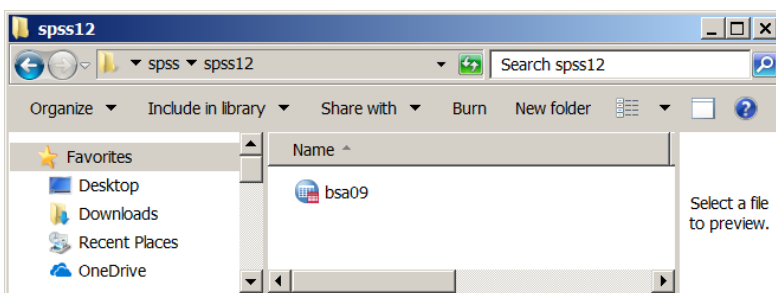 spss12
spss spss12 Search spss12
Organize Include in library Share with Burn New folder
Favorites
Desktop
Downloads
Recent Places
OneDrive
Name
bsa09
Select a file
to preview.